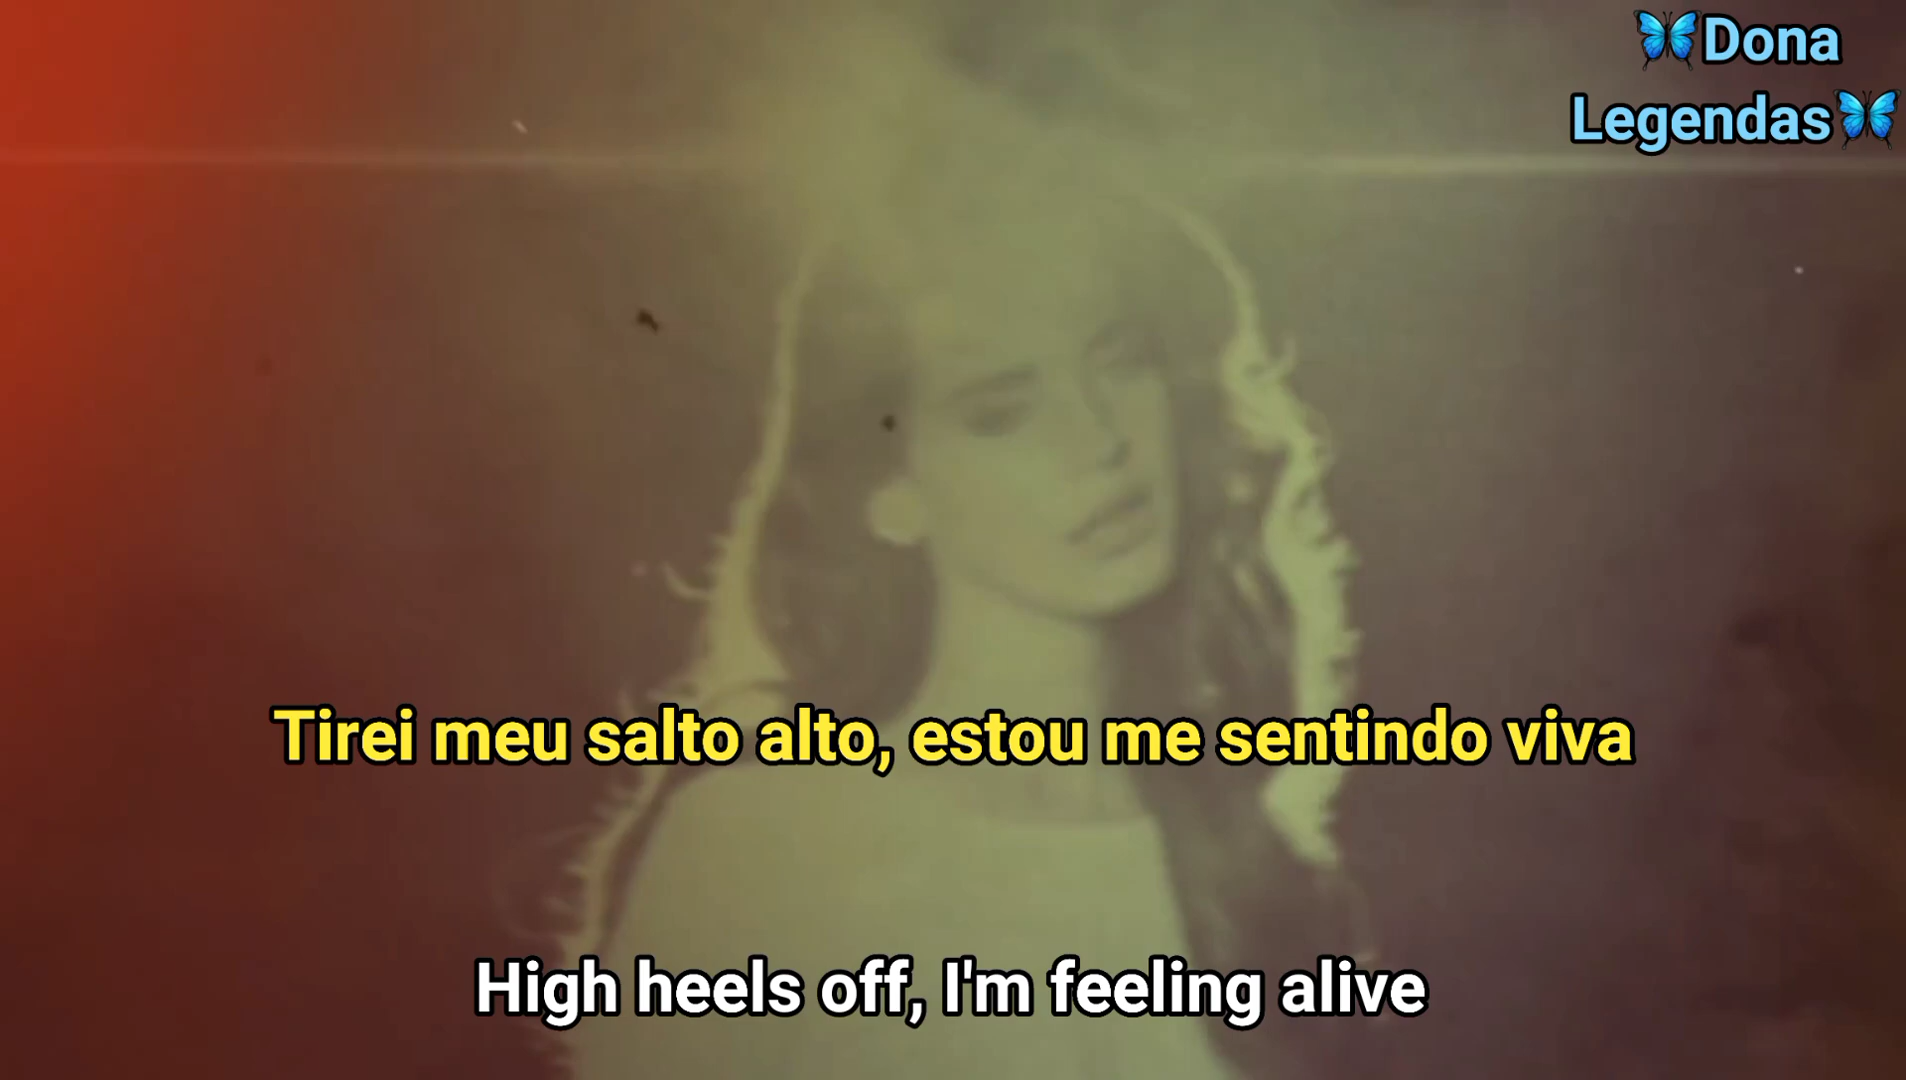 🦋Dona
Legendas🦋
Tirei meu salto alto, estou me sentindo viva
High heels off, I'm feeling alive